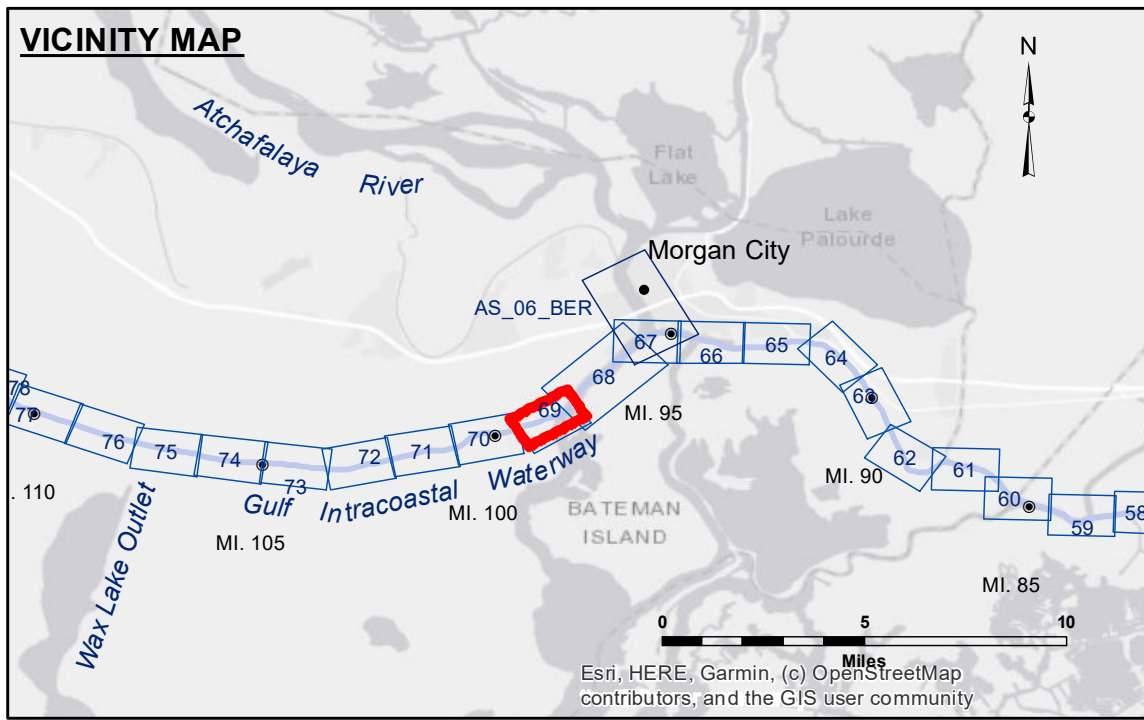 VICINITY MAP
N
Atchafalaya
River
Flat
Lake
Lake
Palourde
Morgan City
AS_06_BER
67
66
65
64
63
62
61
60
59
58
68
69
70
71
72
73
74
75
76
77
78
MI. 95
MI. 90
MI. 85
MI. 100
MI. 105
. 110
Gulf Intracoastal Waterway
Wax Lake Outlet
BATEMAN
ISLAND
0 5 10
Miles
Esri, HERE, Garmin, (c) OpenStreetMap
contributors, and the GIS user community